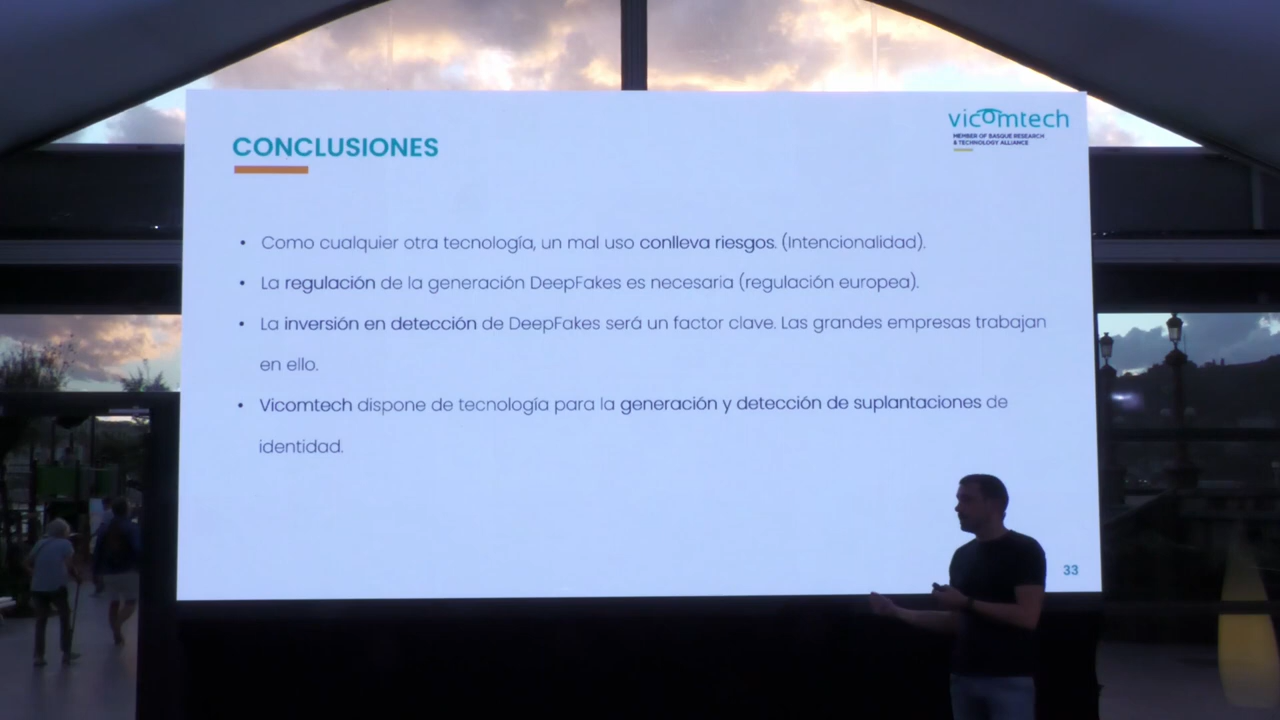 vicomtech
MEMBER OF BASQUE RESEARCH
& TECHNOLOGY ALLIANCE
CONCLUSIONES
• Como cualquier otra tecnología, un mal uso conlleva riesgos. (Intencionalidad).
• La regulación de la generación DeepFakes es necesaria (regulación europea).
• La inversión en detección de DeepFakes será un factor clave. Las grandes empresas trabajan
en ello.
• Vicomtech dispone de tecnología para la generación y detección de suplantaciones de
identidad.
33